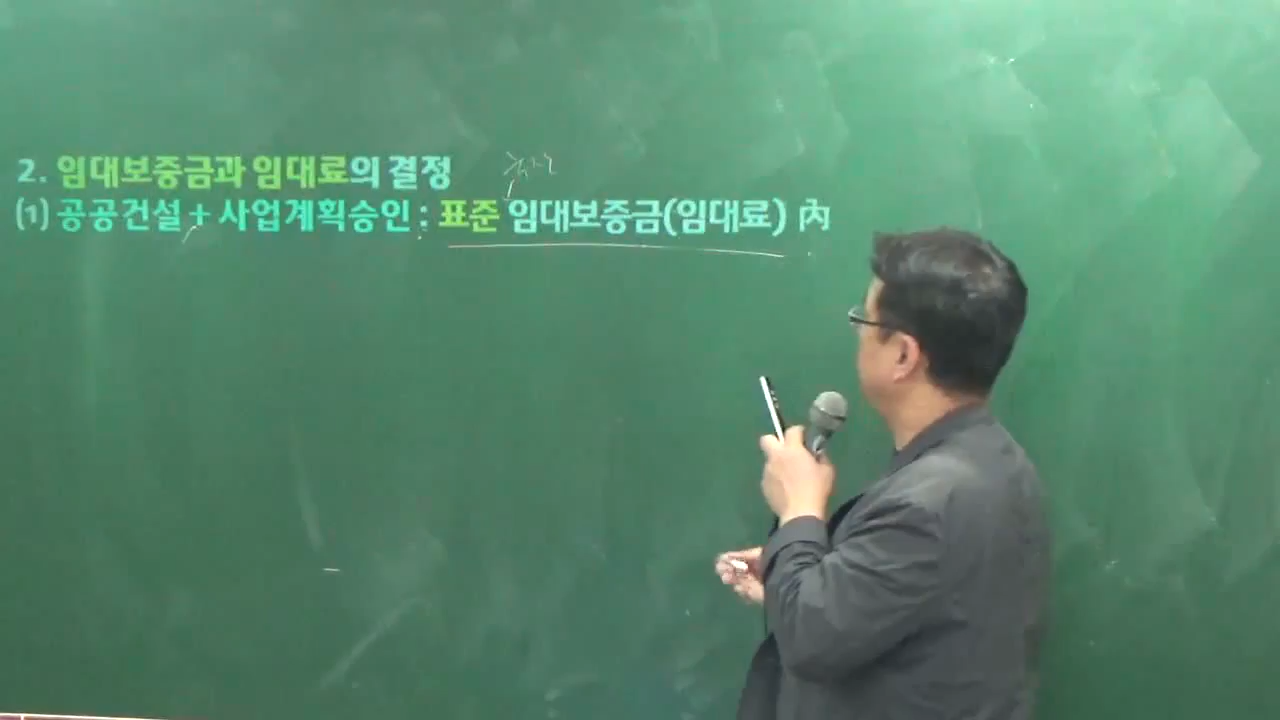 2. 임대보증금과 임대료의 결정
(1) 공공건설 + 사업계획승인 : 표준 임대보증금(임대료) 內